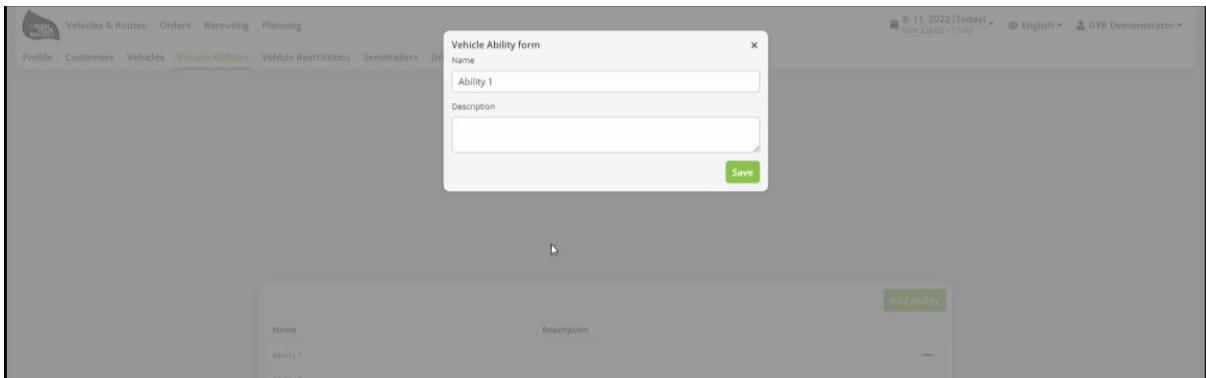 Vehicles & Routes Orders Rerouting Planning
8. 11. 2022 (Today)
English
GYR Demonstrator
Profile Customers Vehicles Vehicle Abilities Vehicle Restrictions Semitrailers
Vehicle Ability form ×
Name
Ability 1
Description
Save
Add Ability
Name Description
Ability 1 •••